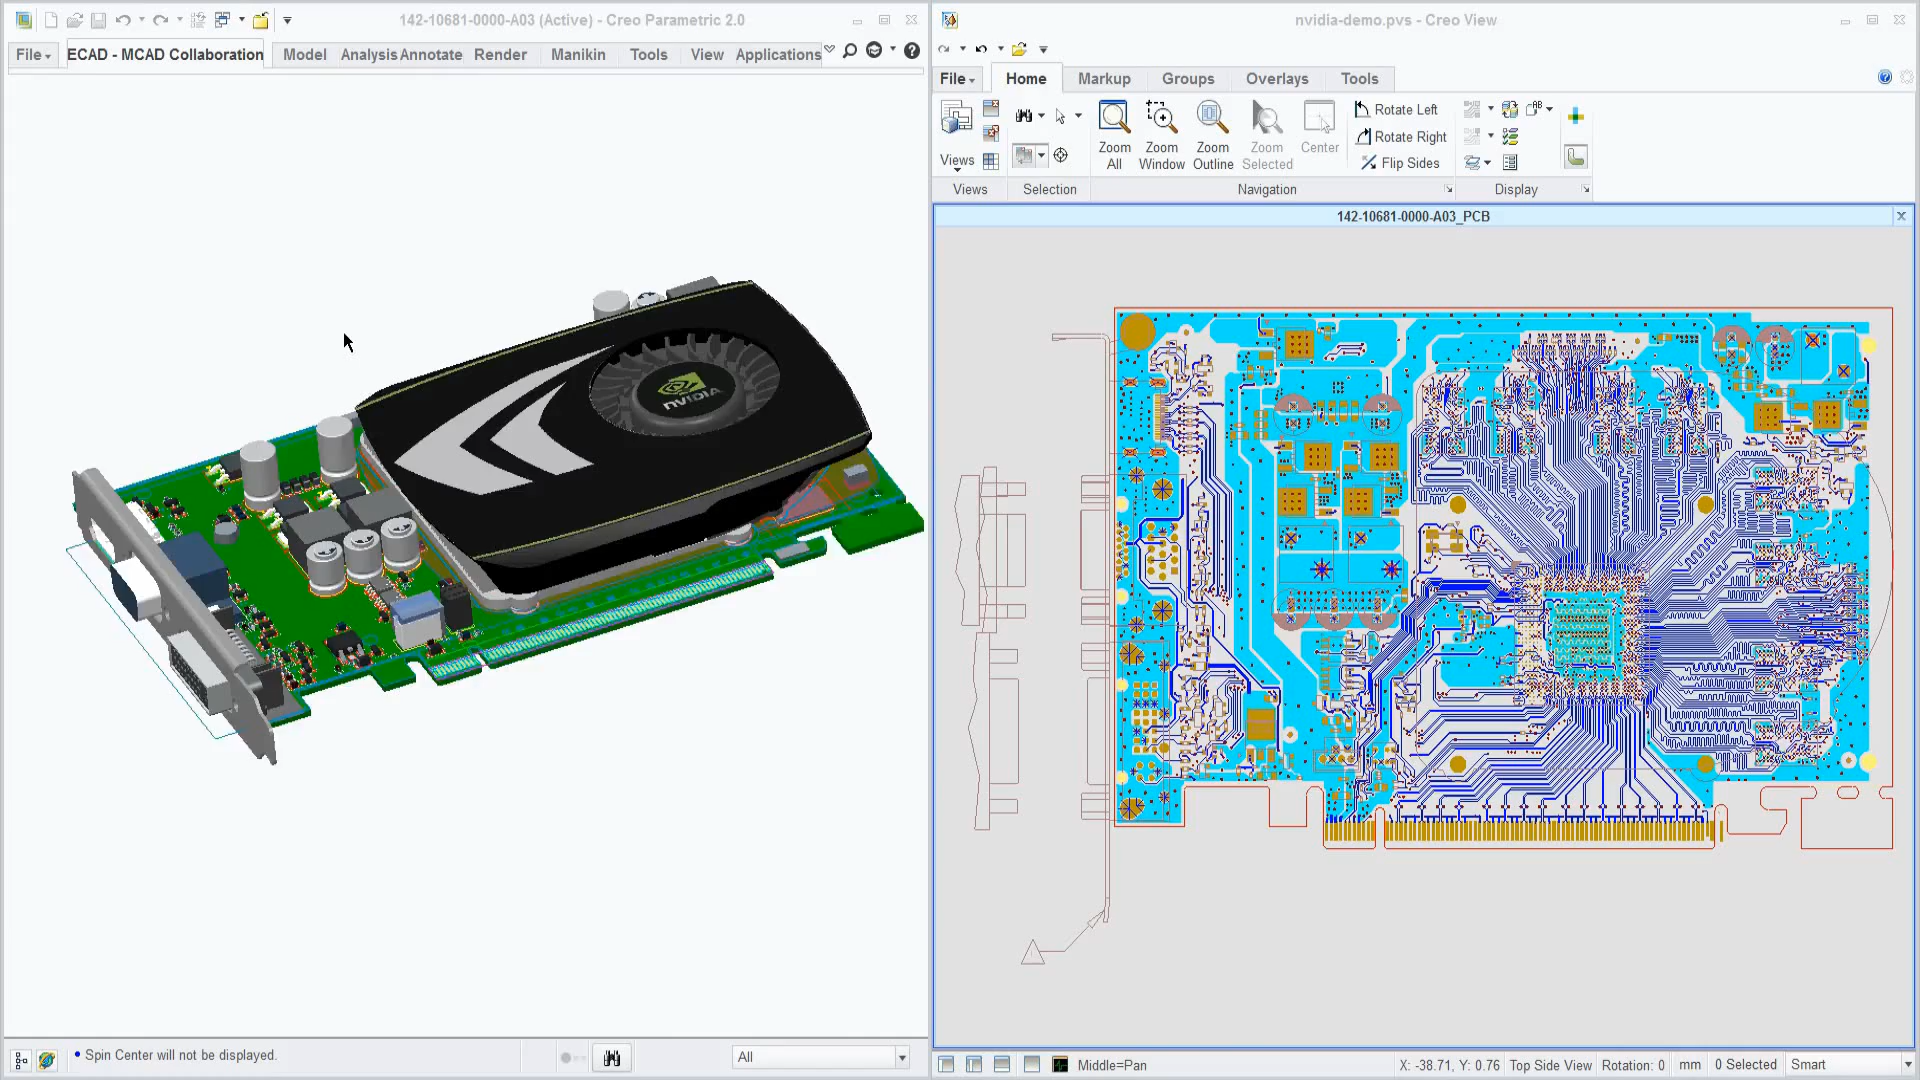 142-10681-0000-A03 (Active) - Creo Parametric 2.0
File
ECAD - MCAD Collaboration
Model
Analysis
Annotate
Render
Manikin
Tools
View
Applications
NVIDIA
Spin Center will not be displayed.
All
nvidia-demo.pvs - Creo View
File
Home
Markup
Groups
Overlays
Tools
Views
Zoom
All
Zoom
Window
Zoom
Outline
Zoom
Selected
Center
Rotate Left
Rotate Right
Flip Sides
AB
Views
Selection
Navigation
Display
142-10681-0000-A03_PCB
Middle=Pan
X: -38.71, Y: 0.76
Top Side View
Rotation: 0
mm
0 Selected
Smart